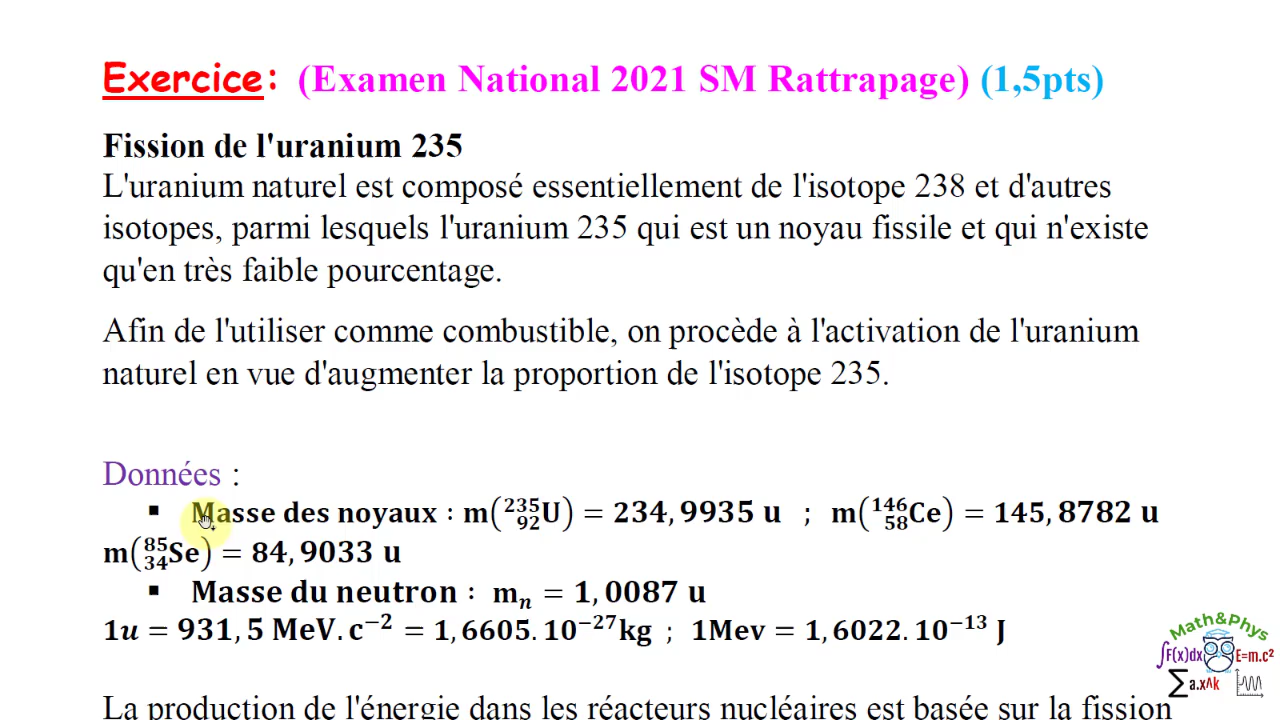 Exercice: (Examen National 2021 SM Rattrapage) (1,5pts)
Fission de l'uranium 235
L'uranium naturel est composé essentiellement de l'isotope 238 et d'autres
isotopes, parmi lesquels l'uranium 235 qui est un noyau fissile et qui n'existe
qu'en très faible pourcentage.
Afin de l'utiliser comme combustible, on procède à l'activation de l'uranium
naturel en vue d'augmenter la proportion de l'isotope 235.
Données :
▪ Masse des noyaux : m(²³⁵₉₂U) = 234,9935 u ; m(¹⁴⁶₅₈Ce) = 145,8782 u
m(⁸⁵₃₄Se) = 84,9033 u
▪ Masse du neutron : mₙ = 1,0087 u
1u = 931,5 MeV.c⁻² = 1,6605.10⁻²⁷kg ; 1Mev = 1,6022.10⁻¹³ J
Math&Phys
∫F(x)dx E=m.c²
∑ a.x^k
La production de l'énergie dans les réacteurs nucléaires est basée sur la fission